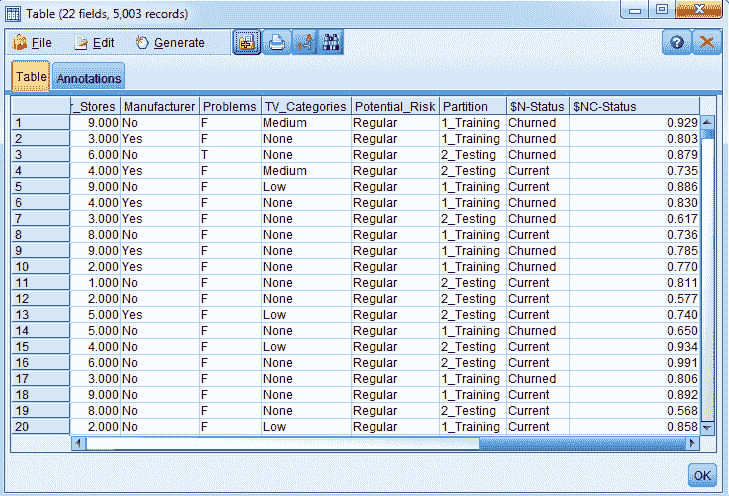 Table (22 fields, 5,003 records)
File Edit Generate
Table Annotations
r_Stores Manufacturer Problems TV_Categories Potential_Risk Partition $N-Status $NC-Status
1 9.000 No F Medium Regular 1_Training Churned 0.929
2 3.000 Yes F None Regular 1_Training Churned 0.803
3 6.000 No T None Regular 2_Testing Churned 0.879
4 4.000 Yes F Medium Regular 2_Testing Current 0.735
5 9.000 No F Low Regular 1_Training Current 0.886
6 4.000 Yes F None Regular 1_Training Churned 0.830
7 3.000 Yes F None Regular 2_Testing Churned 0.617
8 8.000 No F None Regular 1_Training Current 0.736
9 9.000 Yes F None Regular 1_Training Churned 0.785
10 2.000 Yes F None Regular 1_Training Churned 0.770
11 1.000 No F None Regular 2_Testing Current 0.811
12 2.000 No F None Regular 2_Testing Current 0.577
13 5.000 Yes F Low Regular 2_Testing Current 0.740
14 5.000 No F None Regular 1_Training Churned 0.650
15 4.000 No F Low Regular 2_Testing Current 0.934
16 6.000 No F None Regular 2_Testing Current 0.991
17 3.000 No F None Regular 1_Training Churned 0.806
18 9.000 No F None Regular 1_Training Current 0.892
19 8.000 No F None Regular 2_Testing Current 0.568
20 2.000 No F Low Regular 1_Training Current 0.858
OK